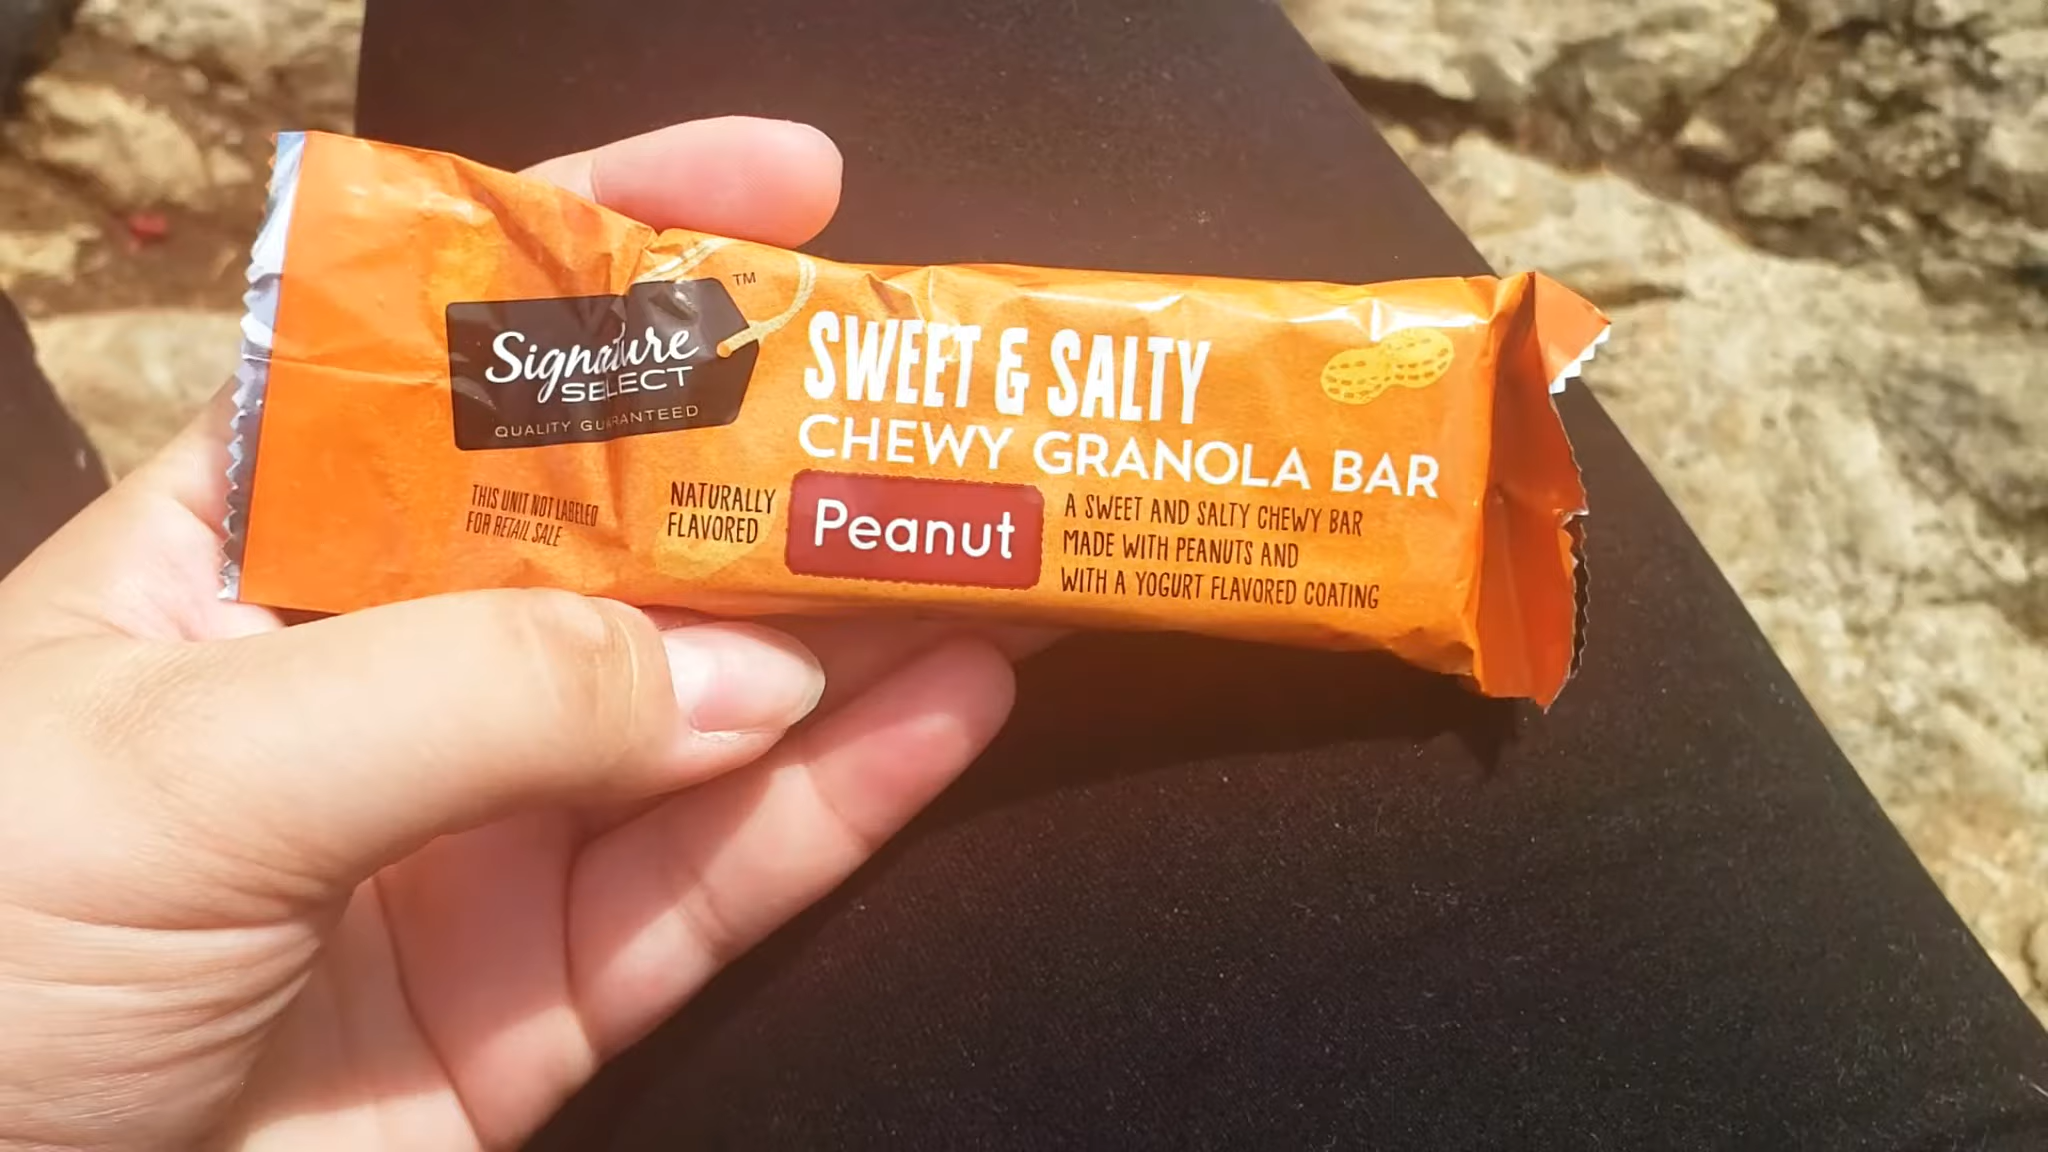 Signature
SELECT
QUALITY GUARANTEED
TM
SWEET & SALTY
CHEWY GRANOLA BAR
THIS UNIT NOT LABELED
FOR RETAIL SALE
NATURALLY
FLAVORED
Peanut
A SWEET AND SALTY CHEWY BAR
MADE WITH PEANUTS AND
WITH A YOGURT FLAVORED COATING